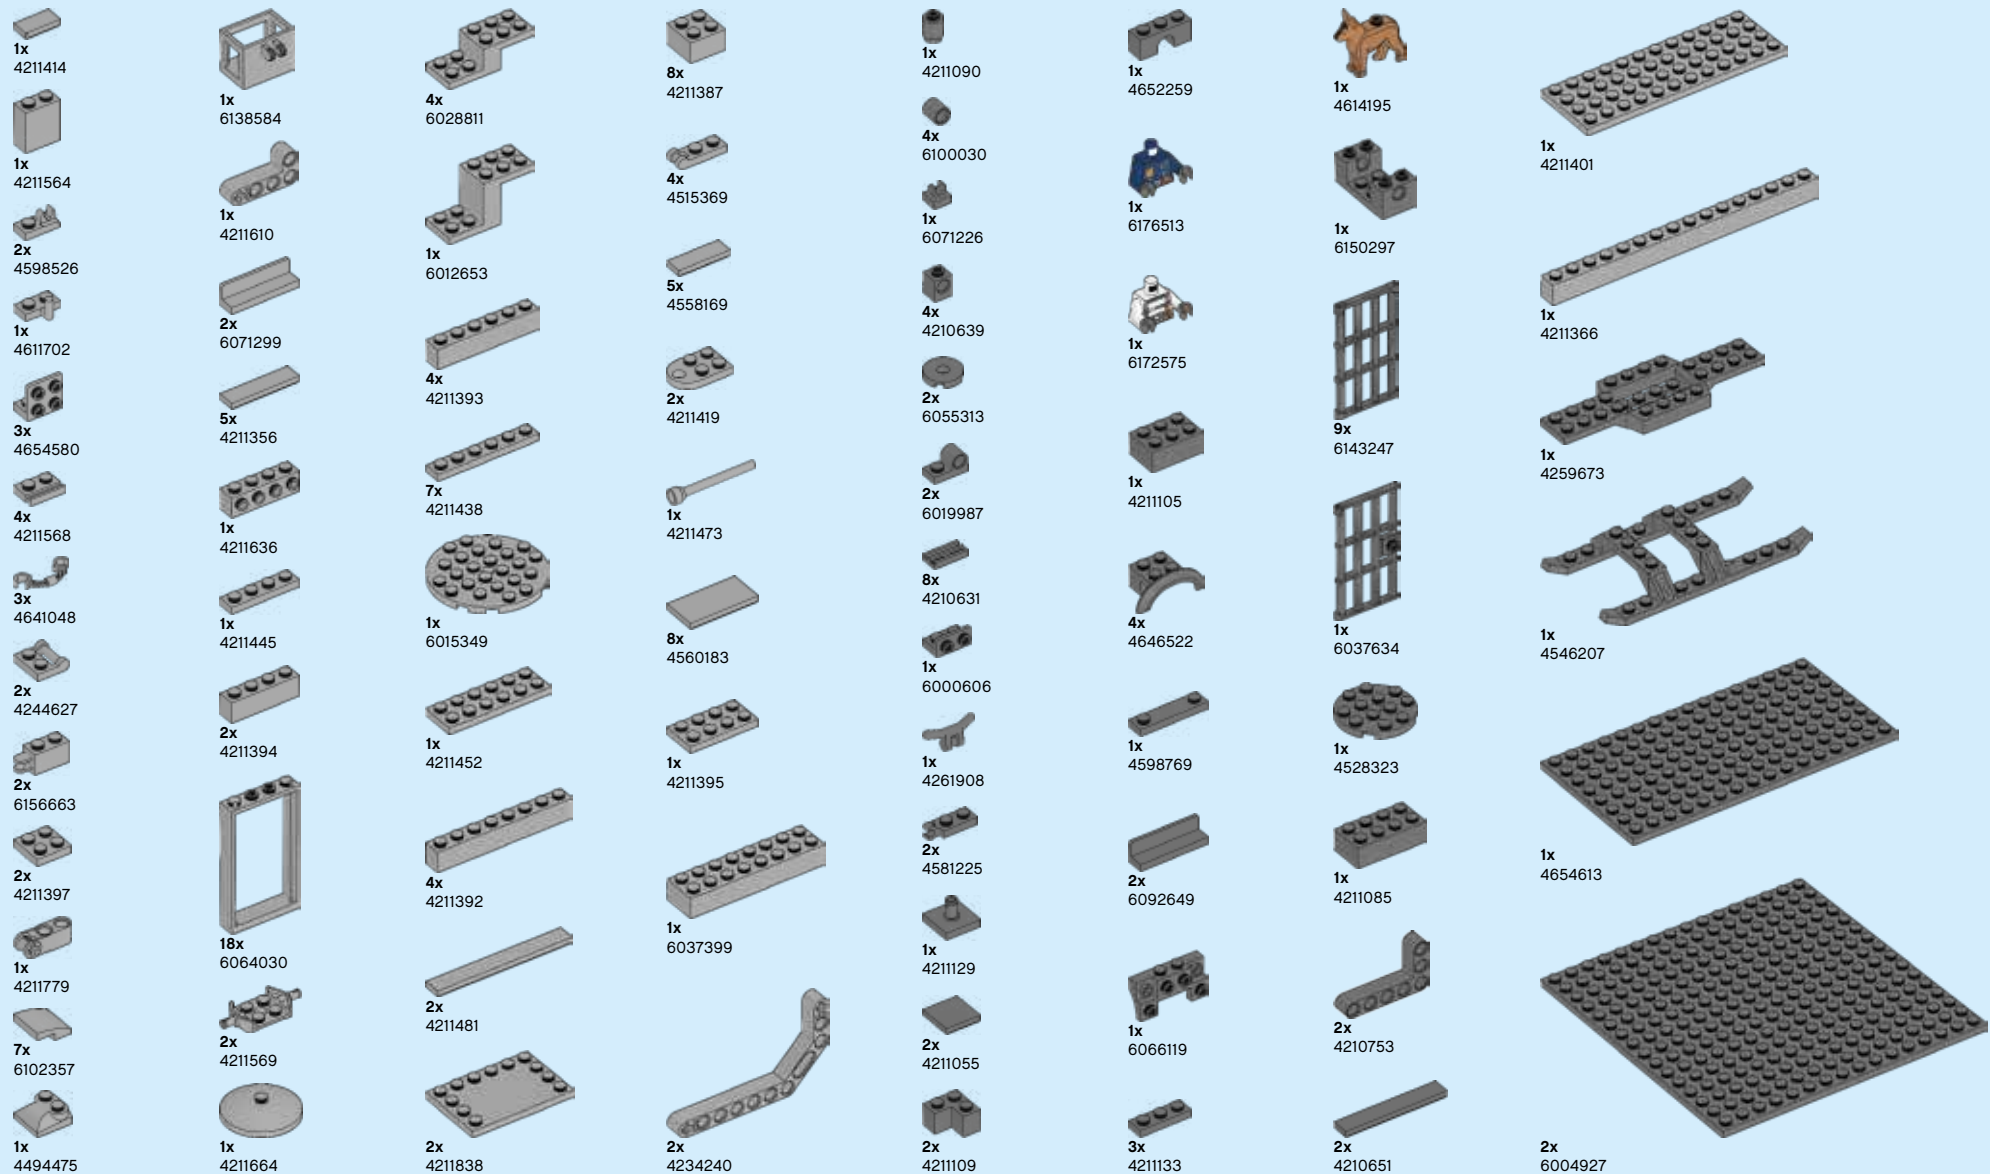 1x
4211414
1x
4211564
2x
4598526
1x
4611702
3x
4654580
4x
4211568
3x
4641048
2x
4244627
2x
6156663
2x
4211397
1x
4211779
7x
6102357
1x
4494475
1x
6138584
1x
4211610
2x
6071299
5x
4211356
1x
4211636
1x
4211445
2x
4211394
18x
6064030
2x
4211569
1x
4211664
4x
6028811
1x
6012653
4x
4211393
7x
4211438
1x
6015349
1x
4211452
4x
4211392
2x
4211481
2x
4211838
8x
4211387
4x
4515369
5x
4558169
2x
4211419
1x
4211473
8x
4560183
1x
4211395
1x
6037399
2x
4234240
1x
4211090
4x
6100030
1x
6071226
4x
4210639
2x
6055313
2x
6019987
8x
4210631
1x
6000606
1x
4261908
2x
4581225
1x
4211129
2x
4211055
2x
4211109
1x
4652259
1x
6176513
1x
6172575
1x
4211105
4x
4646522
1x
4598769
2x
6092649
1x
6066119
3x
4211133
1x
4614195
1x
6150297
9x
6143247
1x
6037634
1x
4528323
1x
4211085
2x
4210753
2x
4210651
1x
4211401
1x
4211366
1x
4259673
1x
4546207
1x
4654613
2x
6004927